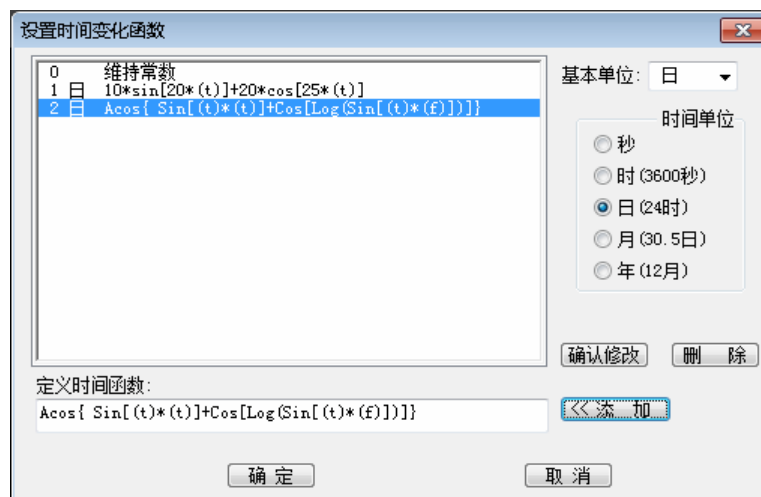 设置时间变化函数
0 维持常数
1 日 10*sin[20*(t)]+20*cos[25*(t)]
2 日 Acos{ Sin[(t)*(t)]+Cos[Log(Sin[(t)*(f)])]}
基本单位: 日
时间单位
秒
时(3600秒)
日(24时)
月(30.5日)
年(12月)
确认修改 删 除
定义时间函数:
Acos{ Sin[(t)*(t)]+Cos[Log(Sin[(t)*(f)])]}
<<添 加
确 定 取 消